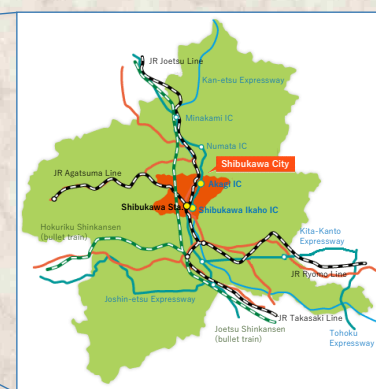 JR Joetsu Line
Kan-etsu Expressway
Minakami IC
Numata IC
Shibukawa City
JR Agatsuma Line
Akagi IC
Shibukawa Sta.
Shibukawa Ikaho IC
Hokuriku Shinkansen
(bullet train)
Kita-Kanto
Expressway
JR Ryomo Line
Joshin-etsu Expressway
JR Takasaki Line
Joetsu Shinkansen
(bullet train)
Tohoku
Expressway